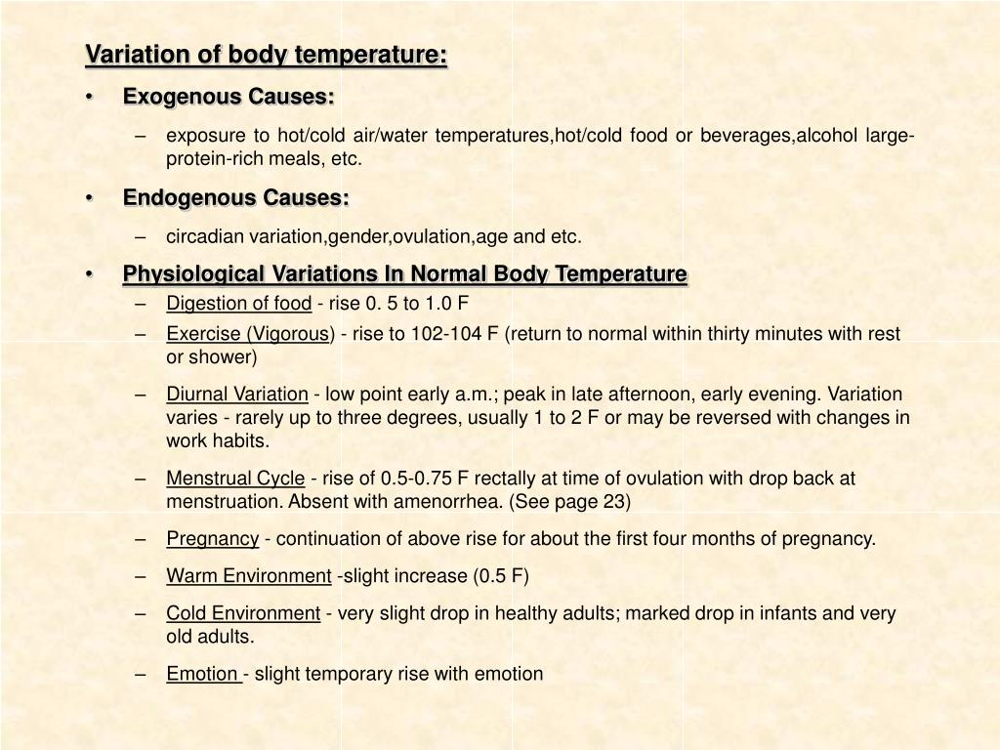 Variation of body temperature:
• Exogenous Causes:
– exposure to hot/cold air/water temperatures,hot/cold food or beverages,alcohol large-
protein-rich meals, etc.
• Endogenous Causes:
– circadian variation,gender,ovulation,age and etc.
• Physiological Variations In Normal Body Temperature
– Digestion of food - rise 0. 5 to 1.0 F
– Exercise (Vigorous) - rise to 102-104 F (return to normal within thirty minutes with rest
or shower)
– Diurnal Variation - low point early a.m.; peak in late afternoon, early evening. Variation
varies - rarely up to three degrees, usually 1 to 2 F or may be reversed with changes in
work habits.
– Menstrual Cycle - rise of 0.5-0.75 F rectally at time of ovulation with drop back at
menstruation. Absent with amenorrhea. (See page 23)
– Pregnancy - continuation of above rise for about the first four months of pregnancy.
– Warm Environment -slight increase (0.5 F)
– Cold Environment - very slight drop in healthy adults; marked drop in infants and very
old adults.
– Emotion - slight temporary rise with emotion